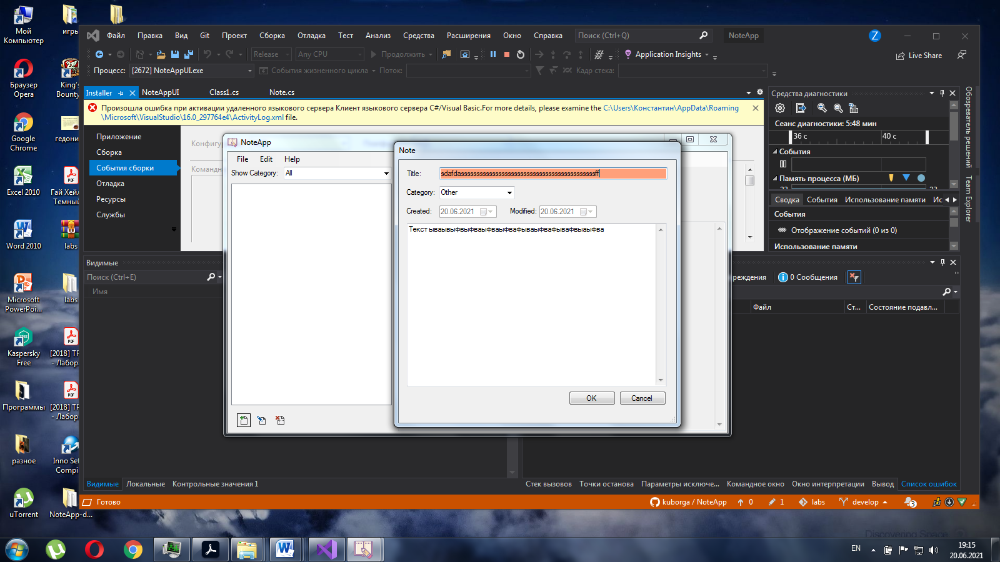 Мой
Компьютер
игры
Браузер
Opera
King's
Bounty
Google
Chrome
гедони
Excel 2010
Гай Хей
Темный
Word 2010
labs
Microsoft
PowerPoi...
labs
Kaspersky
Free
[2018] ТР
- Лабор
Программы
[2018] ТР
- Лабор
разное
Inno Set
Compi
uTorrent
NoteApp-d...
Файл Правка Вид Git Проект Сборка Отладка Тест Анализ Средства Расширения Окно Справка Поиск (Ctrl+Q) NoteApp Z
Release Any CPU Продолжить Application Insights Live Share
Процесс: [2672] NoteAppUI.exe События жизненного цикла Поток: Кадр стека:
Installer NoteAppUI Class1.cs Note.cs
Произошла ошибка при активации удаленного языкового сервера Клиент языкового сервера C#/Visual Basic.For more details, please examine the C:\Users\Константин\AppData\Roaming
\Microsoft\VisualStudio\16.0_297764e4\ActivityLog.xml file.
Приложение
Сборка
События сборки
Отладка
Ресурсы
Службы
Конфигу
Командн
NoteApp
File Edit Help
Show Category: All
Note
Title: sdafdasssssssssssssssssssssssssssssssssssssssssssff
Category: Other
Created: 20.06.2021 Modified: 20.06.2021
Текст ываывыфвыфваыфваыфвафываыфвафывафвыаыфва
OK Cancel
Средства диагностики
Сеанс диагностики: 5:48 мин
36 с 40 с
События
Память процесса (МБ)
23 23
Сводка События Использование памяти Ис
События
Отображение событий (0 из 0)
Использование памяти
Обозреватель решений
Team Explorer
Видимые
Поиск (Ctrl+E)
Имя
реждения 0 Сообщения
Файл Ст... Состояние подавл...
Видимые Локальные Контрольные значения 1
Стек вызовов Точки останова Параметры исключе... Командное окно Окно интерпретации Вывод Список ошибок
Готово kuborga / NoteApp 0 1 labs develop 3
Discovering Space
EN 19:15
20.06.2021